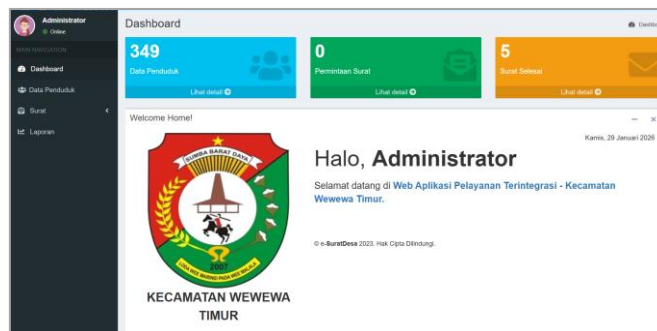 Administrator
Online
MAIN NAVIGATION
Dashboard
Data Penduduk
Surat
Laporan
Dashboard
349
Data Penduduk
Lihat detail
0
Permintaan Surat
Lihat detail
5
Surat Selesai
Lihat detail
Welcome Home!
Kamis, 29 Januari 2026
SUMBA BARAT DAYA
2007
KECAMATAN WEWEWA
TIMUR
Halo, Administrator
Selamat datang di Web Aplikasi Pelayanan Terintegrasi - Kecamatan
Wewewa Timur.
© e-SuratDesa 2023. Hak Cipta Dilindungi.